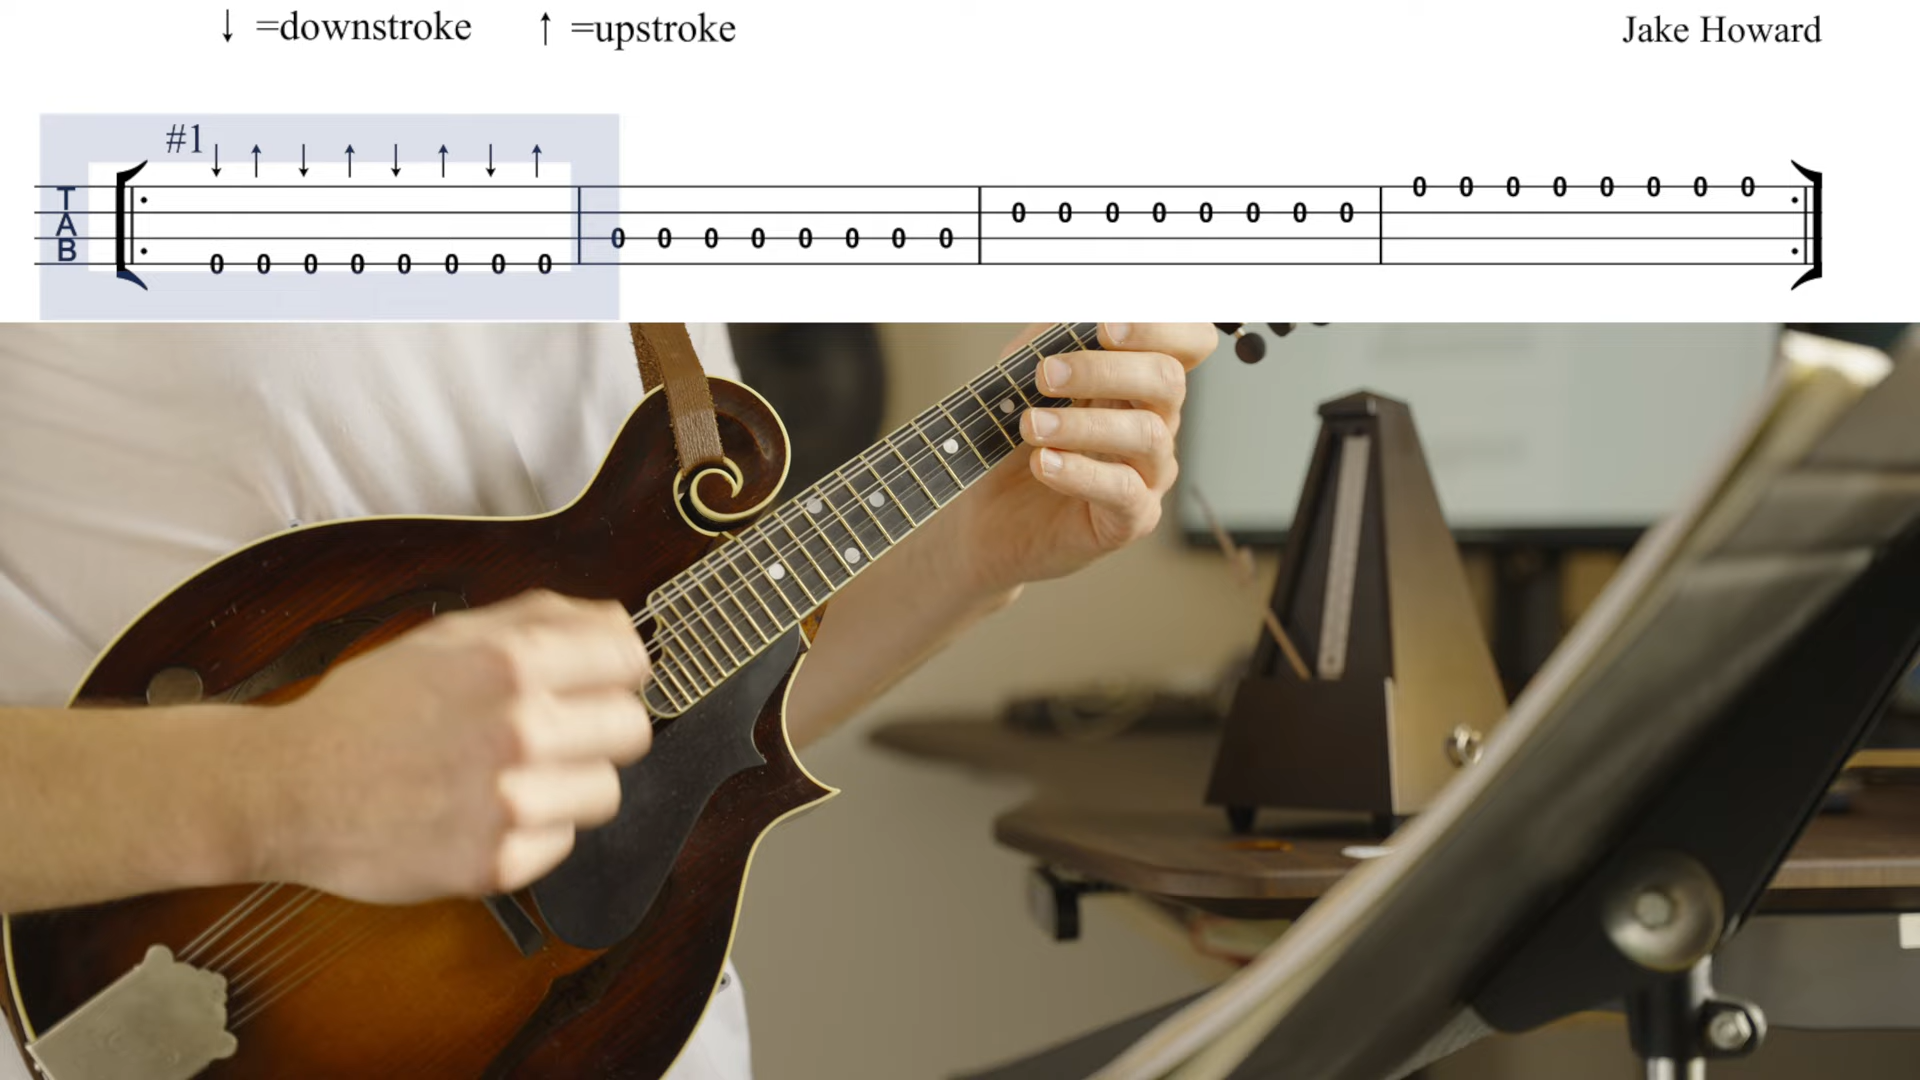 ↓ =downstroke ↑ =upstroke
Jake Howard
#1 ↓ ↑ ↓ ↑ ↓ ↑ ↓ ↑
T
A
B
0 0 0 0 0 0 0 0
0 0 0 0 0 0 0 0
0 0 0 0 0 0 0 0
0 0 0 0 0 0 0 0